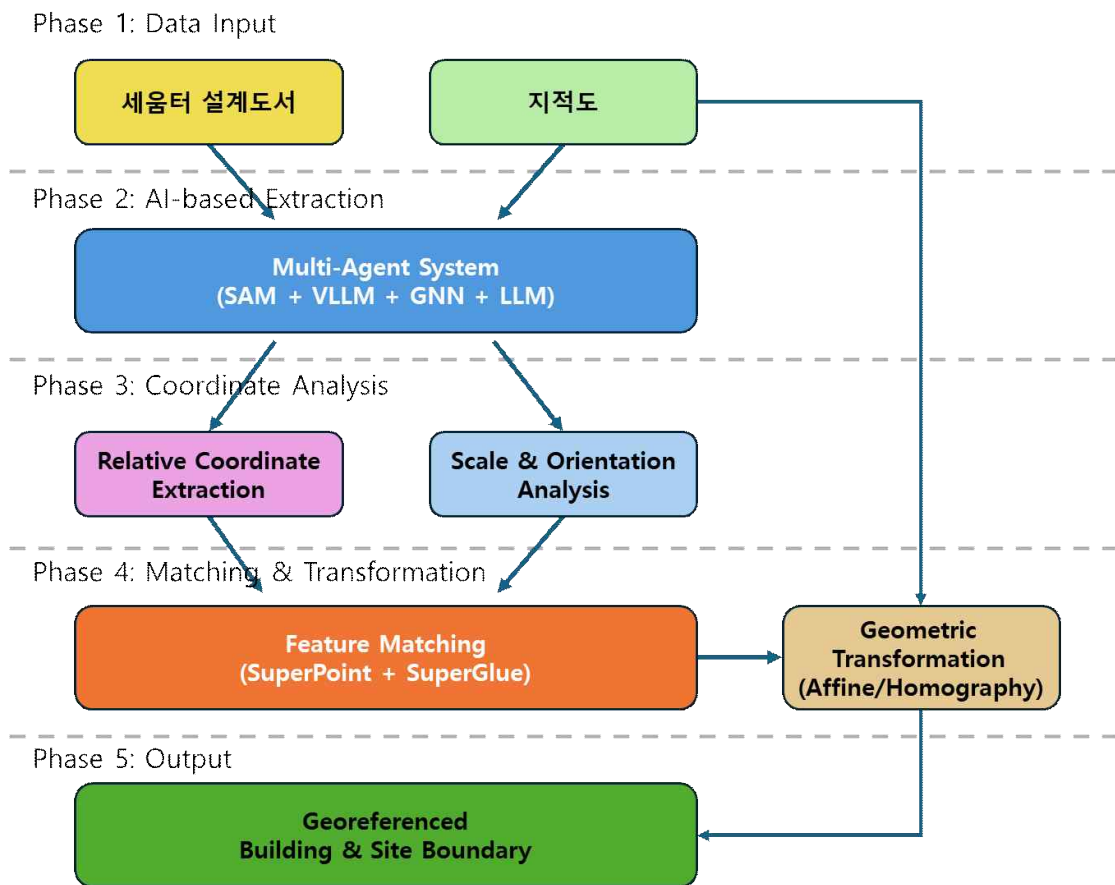 Phase 1: Data Input
세움터 설계도서
지적도
Phase 2: AI-based Extraction
Multi-Agent System
(SAM + VLLM + GNN + LLM)
Phase 3: Coordinate Analysis
Relative Coordinate
Extraction
Scale & Orientation
Analysis
Phase 4: Matching & Transformation
Feature Matching
(SuperPoint + SuperGlue)
Geometric
Transformation
(Affine/Homography)
Phase 5: Output
Georeferenced
Building & Site Boundary